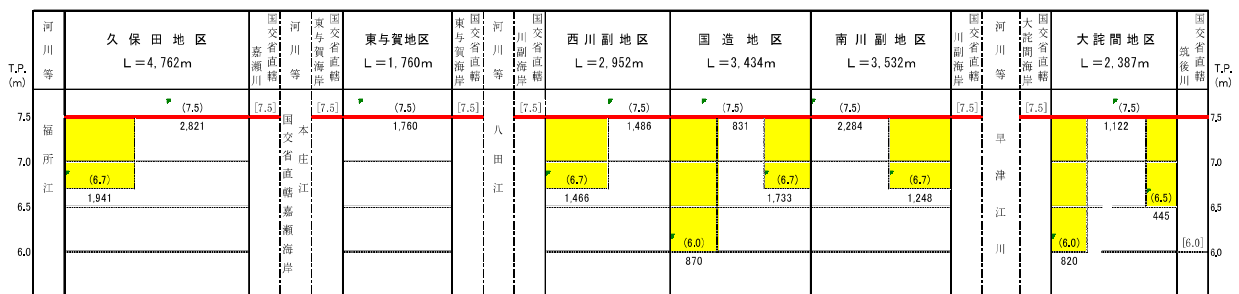 T.P.
(m)
河川等
久保田地区
L=4,762m
国交省直轄
嘉瀬川
河川等
国交省直轄
東与賀海岸
東与賀地区
L=1,760m
国交省直轄
東与賀海岸
河川等
国交省直轄
川副海岸
西川副地区
L=2,952m
国造地区
L=3,434m
南川副地区
L=3,532m
国交省直轄
川副海岸
河川等
国交省直轄
大詫間海岸
大詫間地区
L=2,387m
国交省直轄
筑後川
T.P.
(m)
(7.5)
[7.5]
[7.5]
(7.5)
[7.5]
[7.5]
(7.5)
(7.5)
(7.5)
[7.5]
[7.5]
(7.5)
7.5
7.5
福所江
2,821
国交省直轄嘉瀬海岸
本庄江
1,760
八田江
1,486
831
2,284
早津江川
1,122
7.0
7.0
(6.7)
(6.7)
(6.7)
(6.7)
1,941
1,466
1,733
1,248
(6.5)
6.5
445
6.5
(6.0)
(6.0)
[6.0]
6.0
870
820
6.0